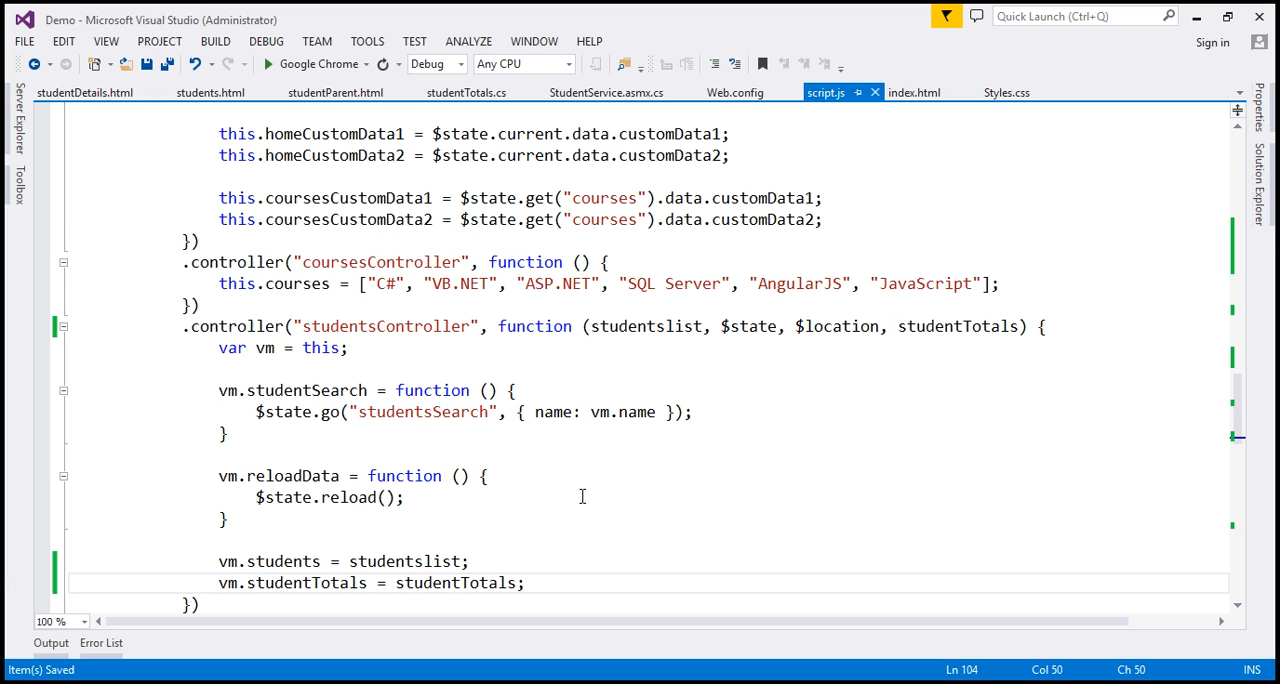 Demo - Microsoft Visual Studio (Administrator)
Quick Launch (Ctrl+Q)
FILE EDIT VIEW PROJECT BUILD DEBUG TEAM TOOLS TEST ANALYZE WINDOW HELP
Sign in
Google Chrome Debug Any CPU
studentDetails.html students.html studentParent.html studentTotals.cs StudentService.asmx.cs Web.config script.js index.html Styles.css
Server Explorer
Toolbox
Properties
Solution Explorer
this.homeCustomData1 = $state.current.data.customData1;
this.homeCustomData2 = $state.current.data.customData2;
this.coursesCustomData1 = $state.get("courses").data.customData1;
this.coursesCustomData2 = $state.get("courses").data.customData2;
})
.controller("coursesController", function () {
this.courses = ["C#", "VB.NET", "ASP.NET", "SQL Server", "AngularJS", "JavaScript"];
})
.controller("studentsController", function (studentslist, $state, $location, studentTotals) {
var vm = this;
vm.studentSearch = function () {
$state.go("studentsSearch", { name: vm.name });
}
vm.reloadData = function () {
$state.reload();
}
vm.students = studentslist;
vm.studentTotals = studentTotals;
})
100 %
Output Error List
Item(s) Saved Ln 104 Col 50 Ch 50 INS